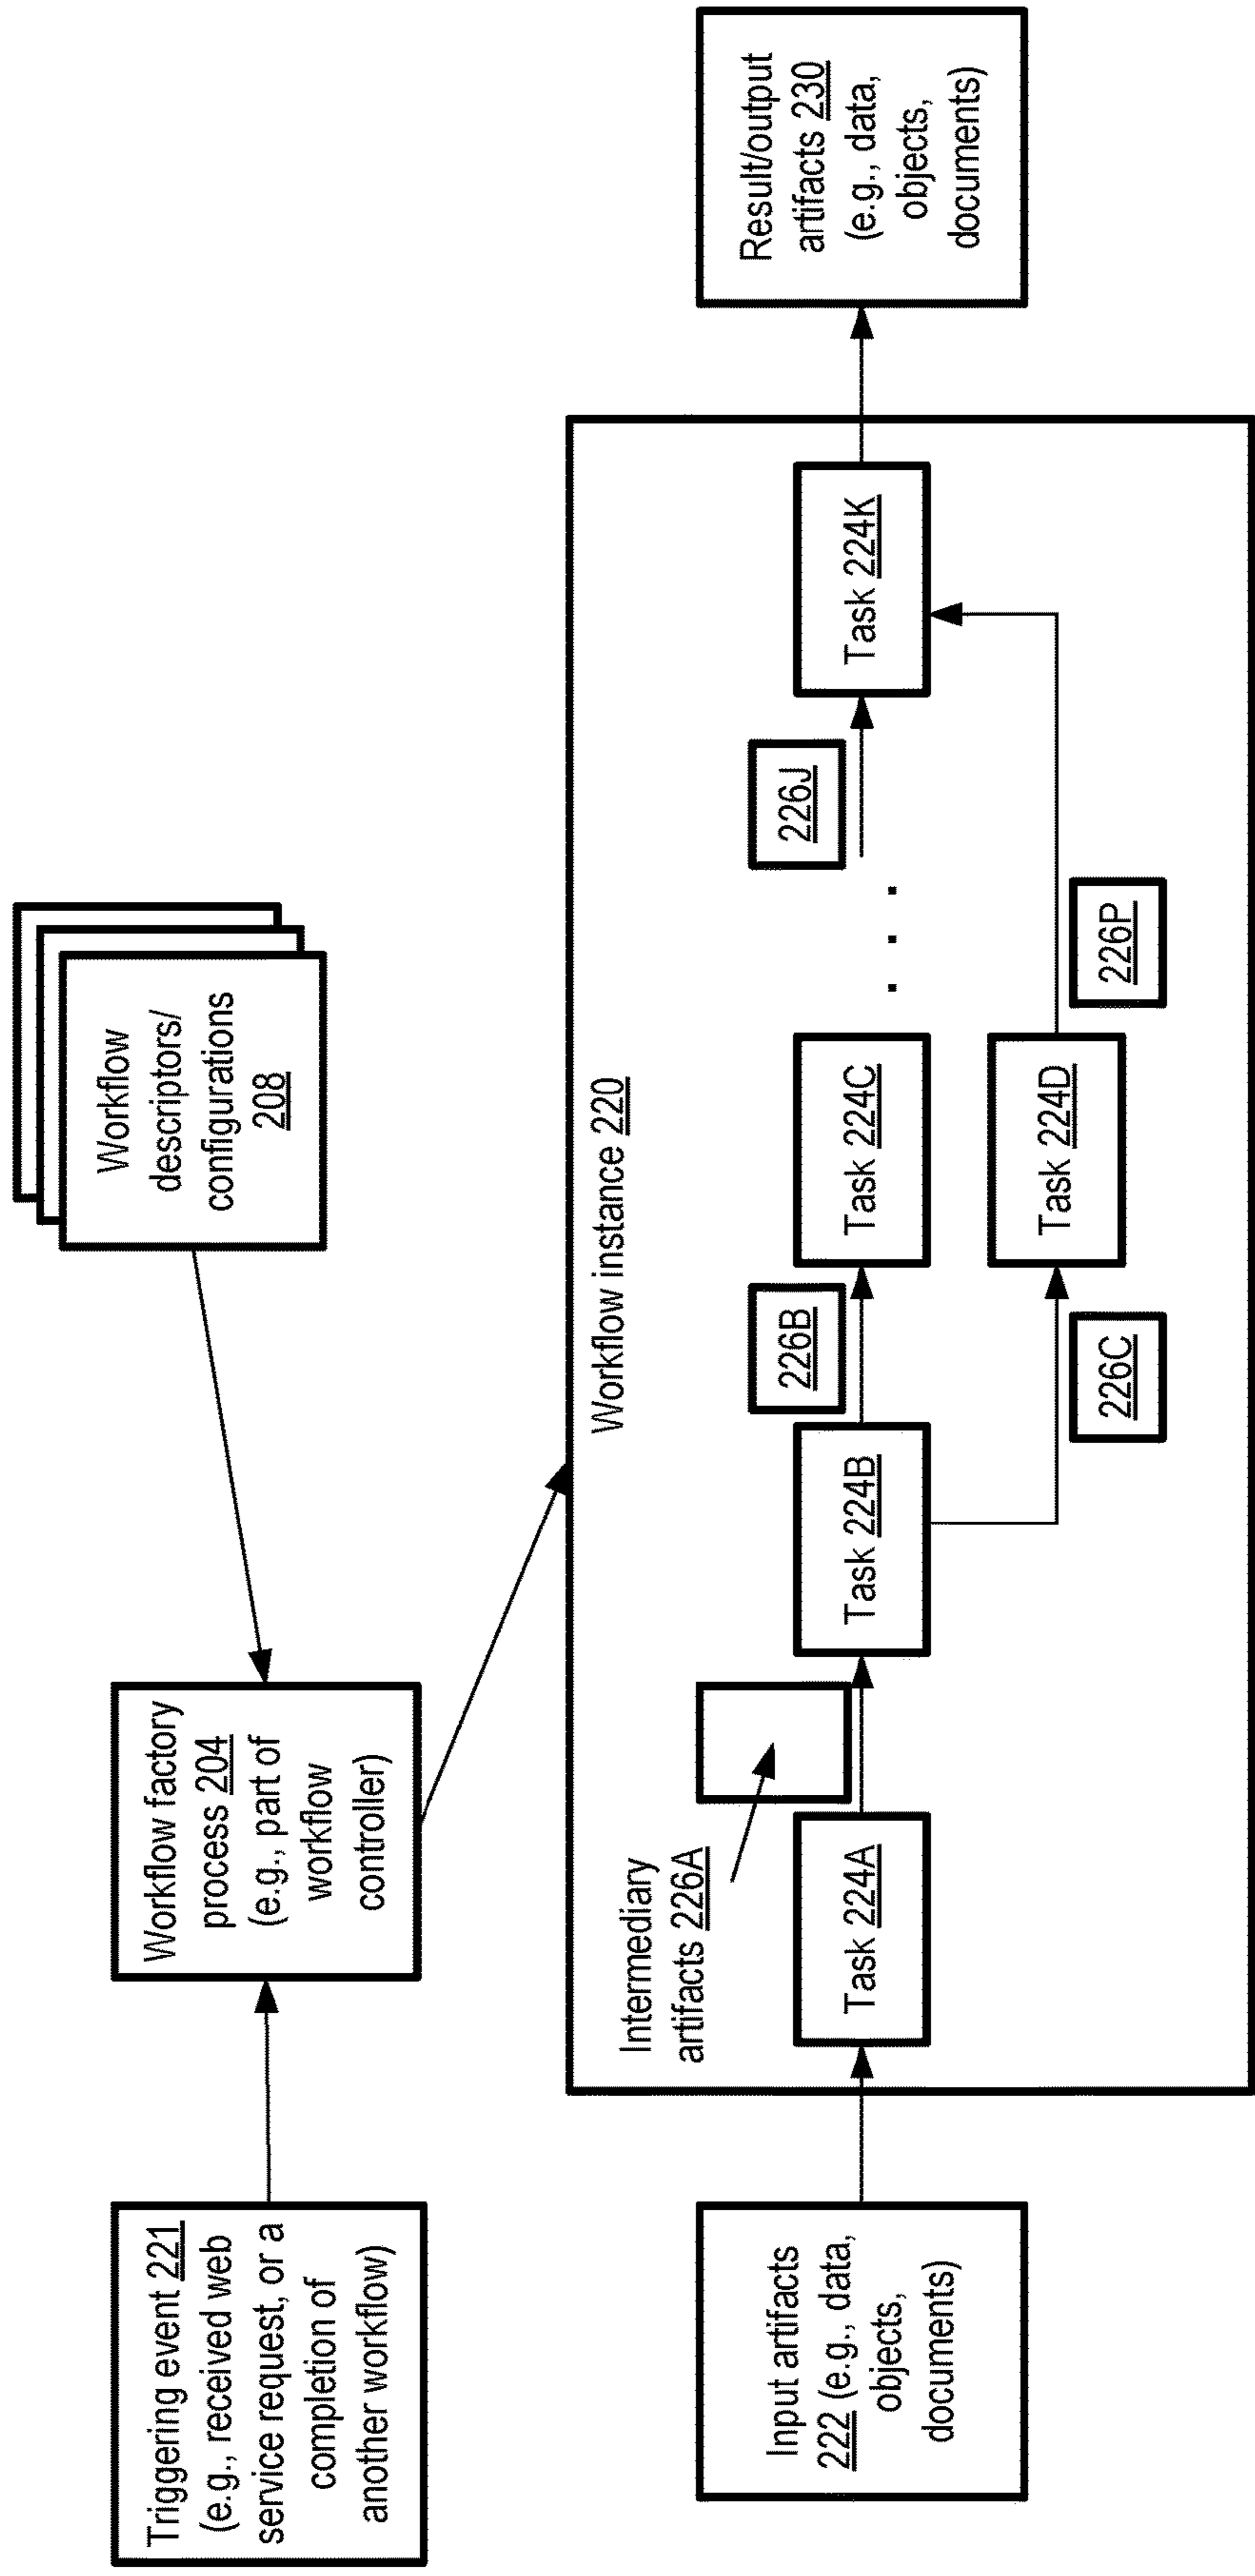 Triggering event 221
(e.g., received web
service request, or a
completion of
another workflow)
Workflow factory
process 204
(e.g., part of
workflow
controller)
Workflow
descriptors/
configurations
208
Workflow instance 220
Input artifacts
222 (e.g., data,
objects,
documents)
Intermediary
artifacts 226A
Task 224A
Task 224B
226B
Task 224C
. . .
226J
Task 224K
226C
Task 224D
226P
Result/output
artifacts 230
(e.g., data,
objects,
documents)